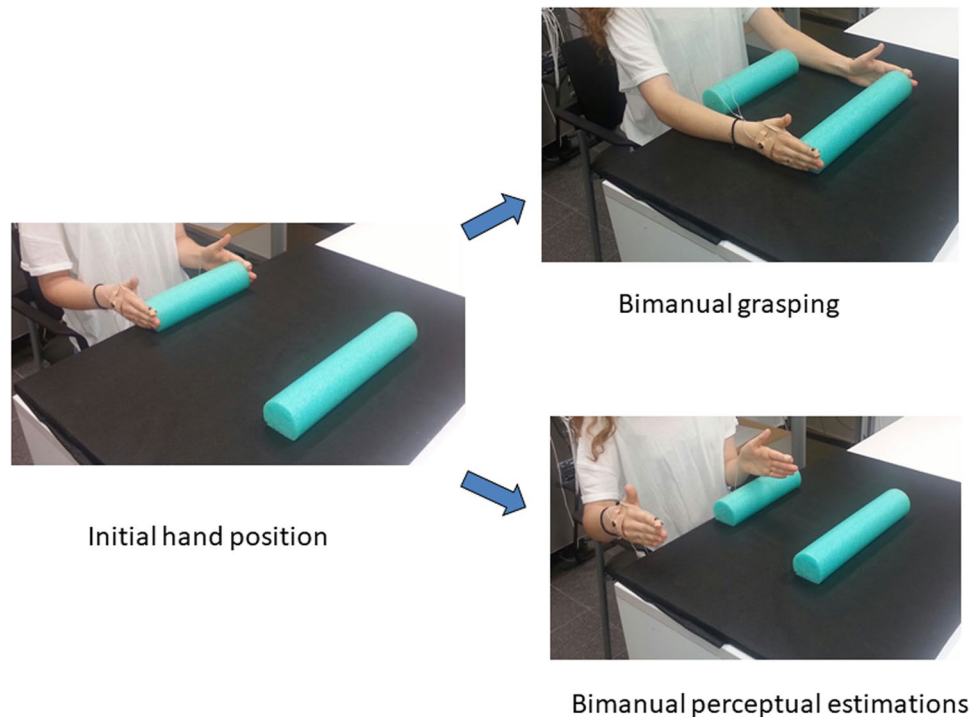 Bimanual grasping
Initial hand position
Bimanual perceptual estimations